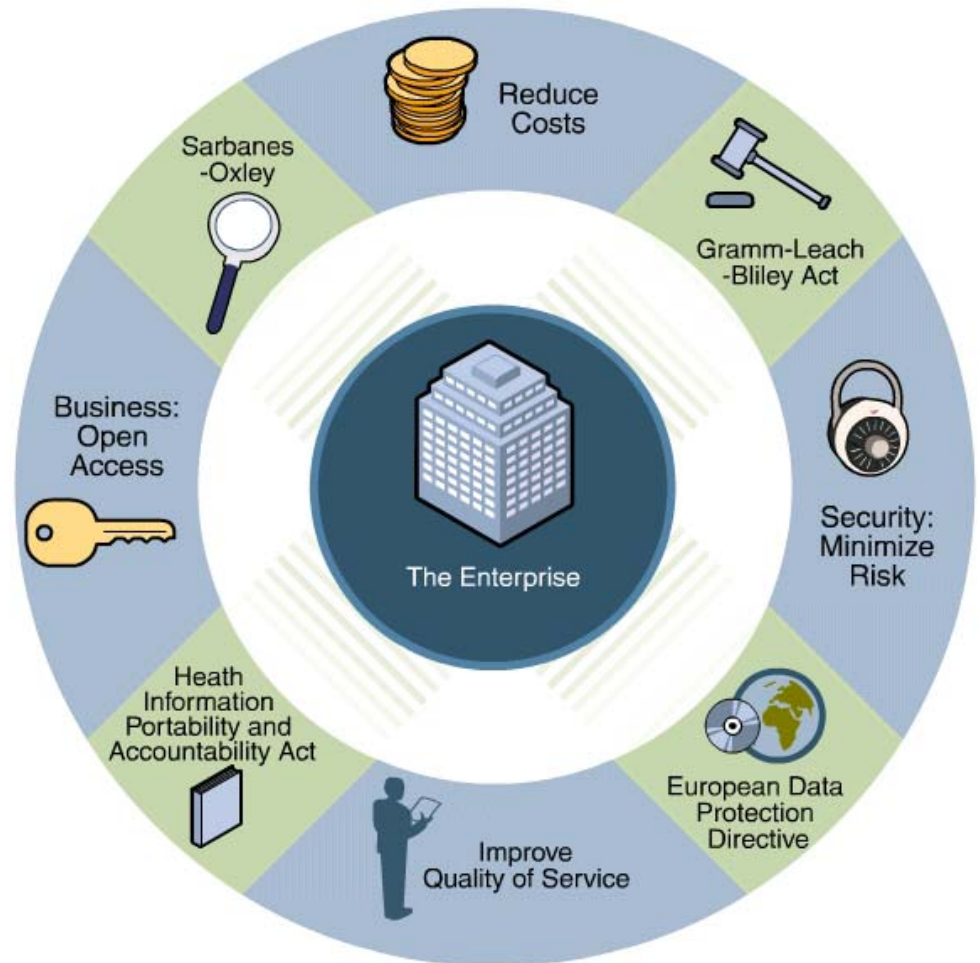 Reduce
Costs
Sarbanes
-Oxley
Gramm-Leach
-Bliley Act
Business:
Open
Access
Security:
Minimize
Risk
The Enterprise
Heath
Information
Portability and
Accountability Act
European Data
Protection
Directive
Improve
Quality of Service